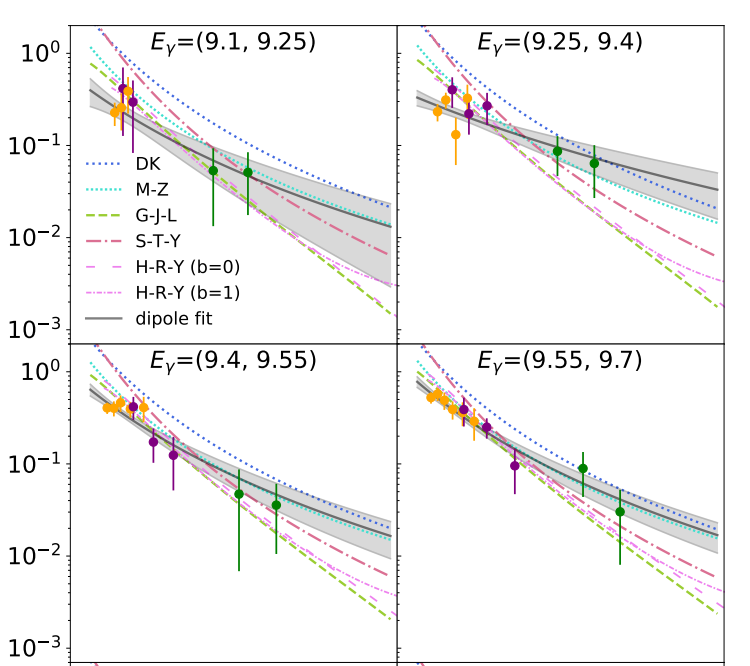 E_γ=(9.1, 9.25)
E_γ=(9.25, 9.4)
10^0
10^−1
10^−2
10^−3
DK
M-Z
G-J-L
S-T-Y
H-R-Y (b=0)
H-R-Y (b=1)
dipole fit
E_γ=(9.4, 9.55)
E_γ=(9.55, 9.7)
10^0
10^−1
10^−2
10^−3